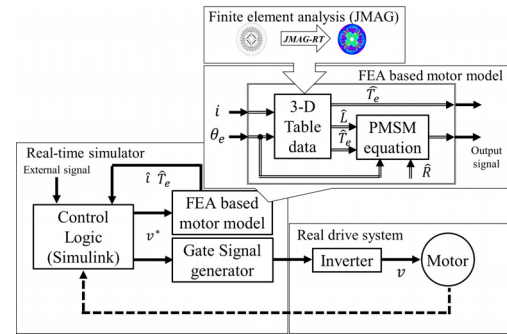 Finite element analysis (JMAG)
JMAG-RT
FEA based motor model
i
θₑ
3-D
Table
data
T̂ₑ
L̂
T̂ₑ
PMSM
equation
R̂
Output
signal
Real-time simulator
External signal
î T̂ₑ
Control
Logic
(Simulink)
v*
FEA based
motor model
Gate Signal
generator
Real drive system
Inverter
v
Motor